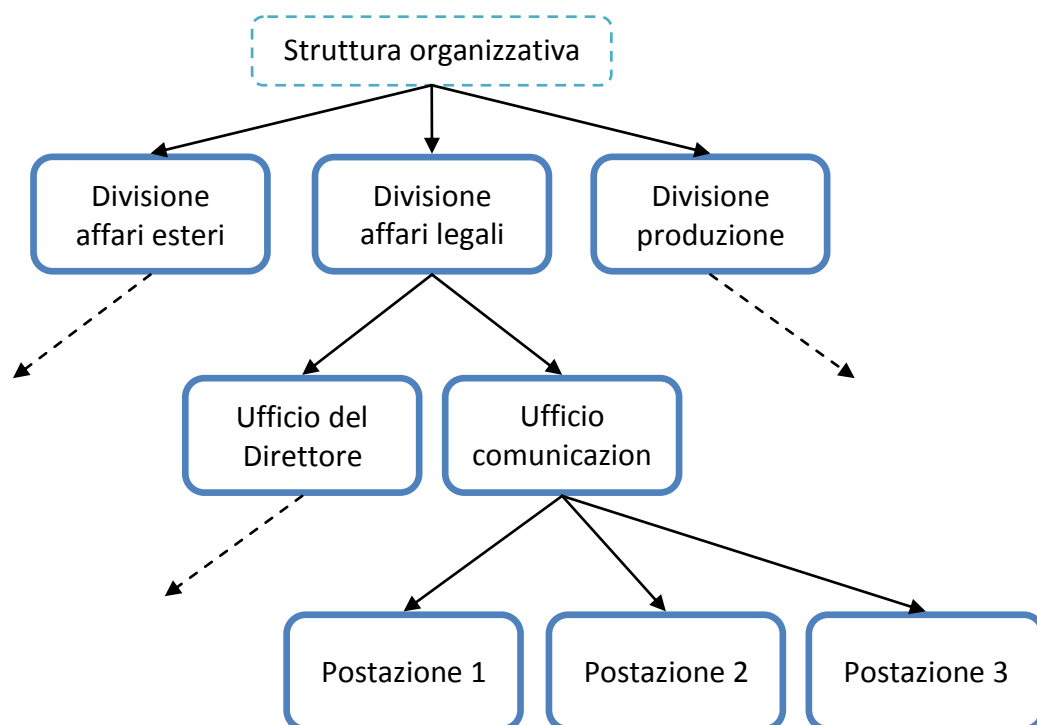 Struttura organizzativa
Divisione
affari esteri
Divisione
affari legali
Divisione
produzione
Ufficio del
Direttore
Ufficio
comunicazion
Postazione 1
Postazione 2
Postazione 3